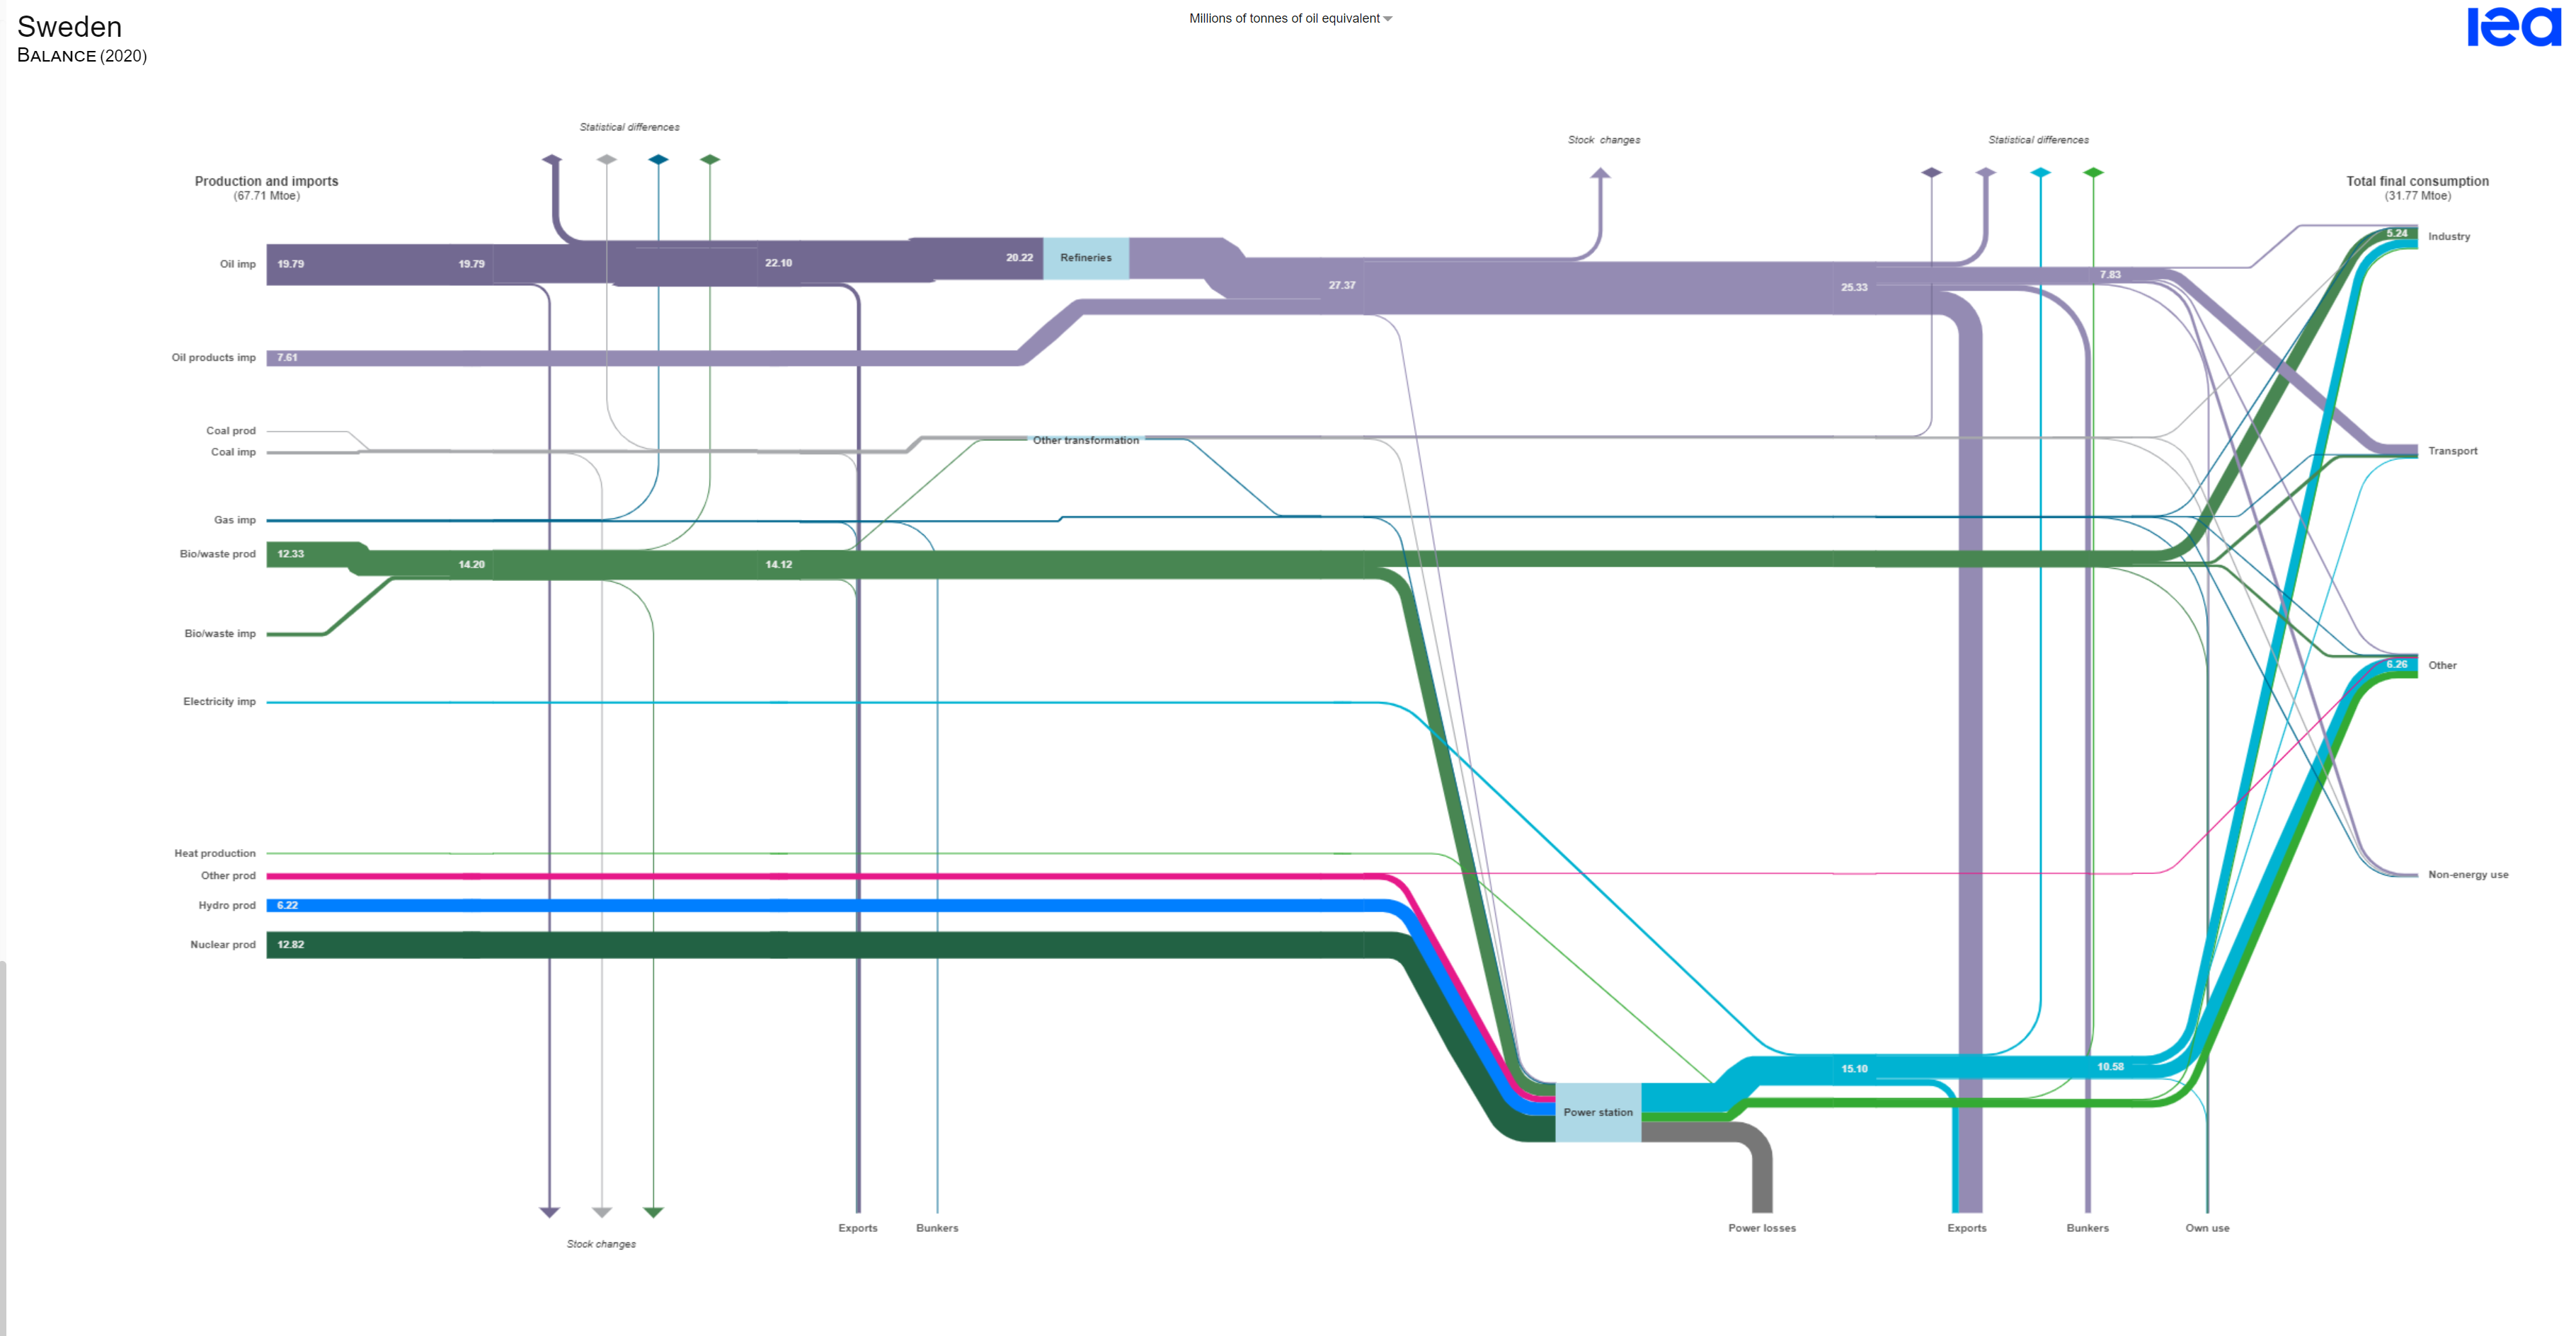 Sweden
BALANCE (2020)
Millions of tonnes of oil equivalent
iea
Statistical differences
Stock changes
Statistical differences
Production and imports
(67.71 Mtoe)
Total final consumption
(31.77 Mtoe)
Oil imp
19.79
19.79
22.10
20.22
Refineries
27.37
25.33
7.83
5.24
Industry
Oil products imp
7.61
Coal prod
Coal imp
Other transformation
Transport
Gas imp
Bio/waste prod
12.33
14.20
14.12
Bio/waste imp
6.26
Other
Electricity imp
Heat production
Other prod
Non-energy use
Hydro prod
6.22
Nuclear prod
12.82
15.10
10.58
Power station
Exports
Bunkers
Power losses
Exports
Bunkers
Own use
Stock changes